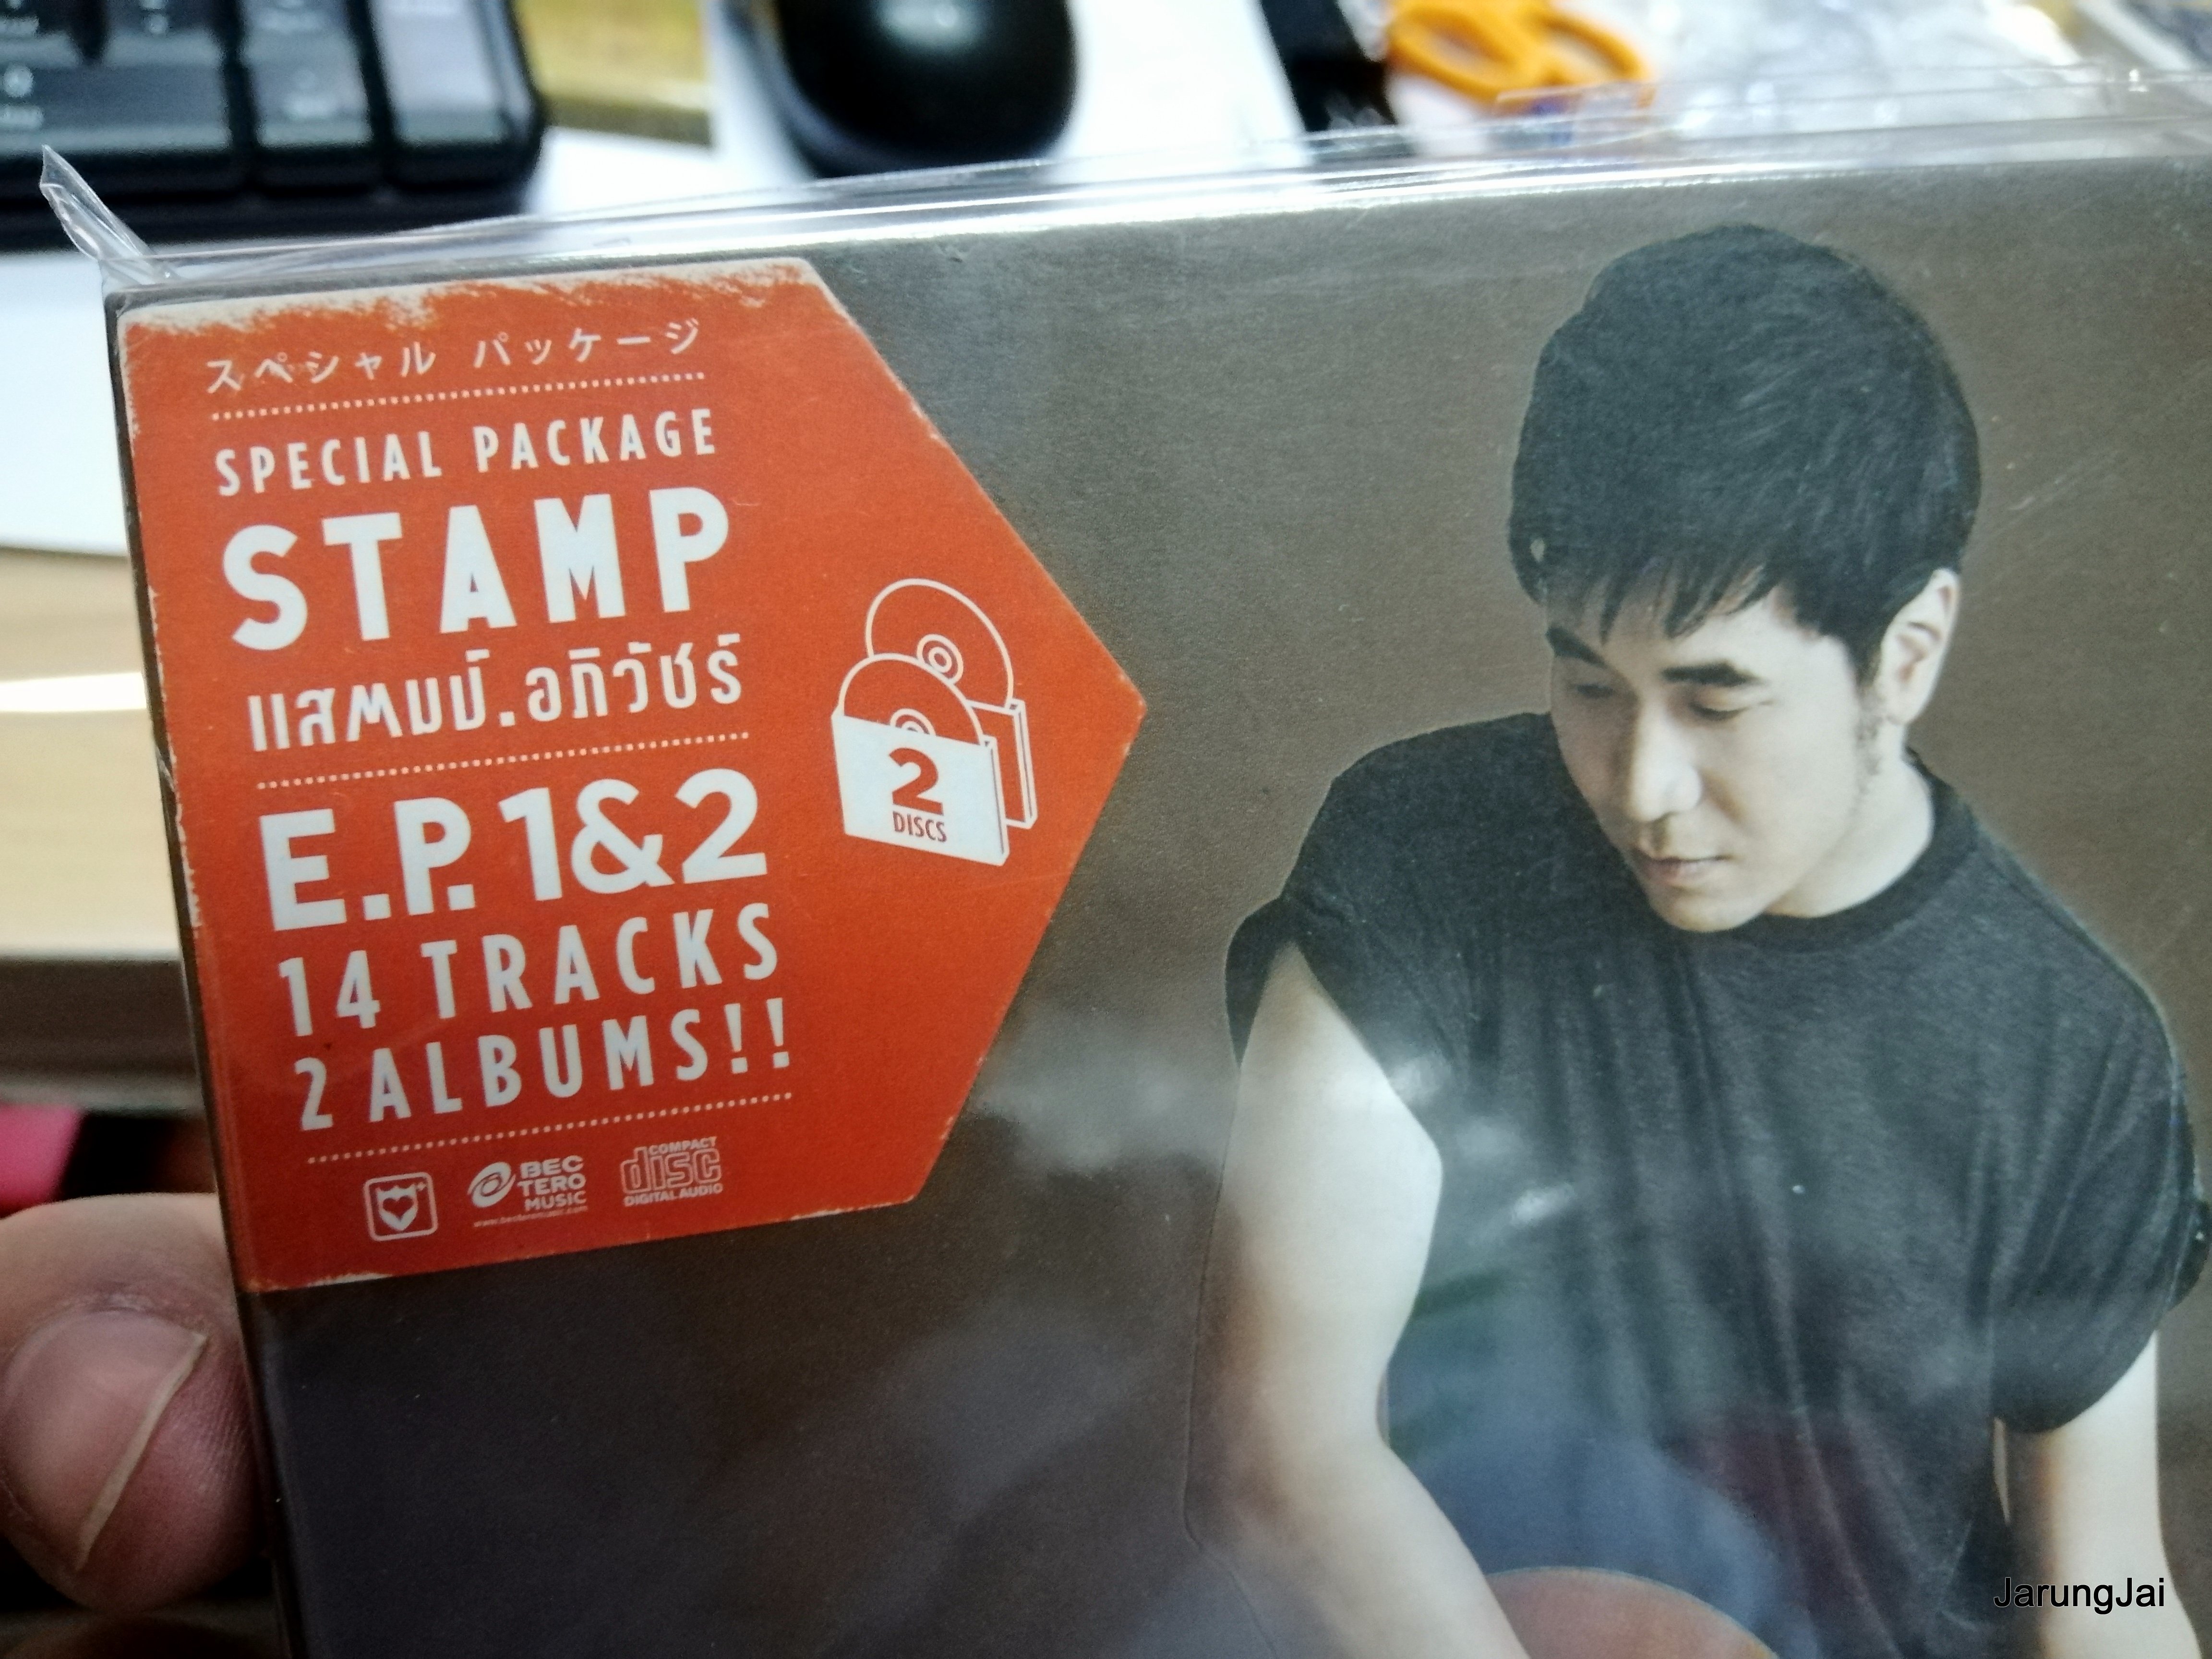 スペシャル パッケージ
SPECIAL PACKAGE
STAMP
แสตมป์.อภิวัชร์
E.P. 1&2
14 TRACKS
2 ALBUMS!!
2
DISCS
BEC
TERO
MUSIC
COMPACT
disc
DIGITAL AUDIO
JarungJai